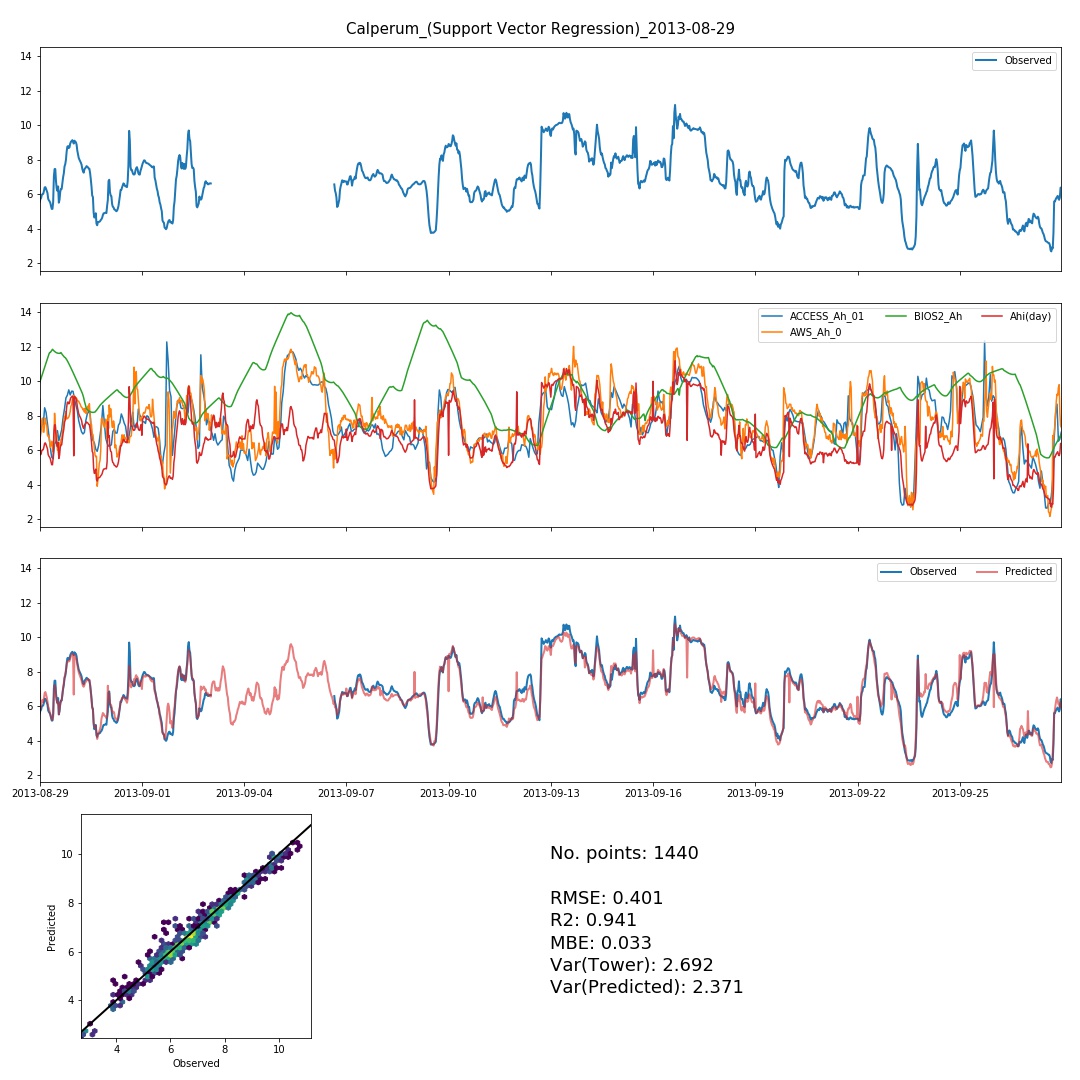 Calperum_(Support Vector Regression)_2013-08-29
14
12
10
8
6
4
2
Observed
14
12
10
8
6
4
2
ACCESS_Ah_01 BIOS2_Ah Ahi(day)
AWS_Ah_0
14
12
10
8
6
4
2
Observed Predicted
2013-08-29 2013-09-01 2013-09-04 2013-09-07 2013-09-10 2013-09-13 2013-09-16 2013-09-19 2013-09-22 2013-09-25
10
8
6
4
Predicted
4 6 8 10
Observed
No. points: 1440
RMSE: 0.401
R2: 0.941
MBE: 0.033
Var(Tower): 2.692
Var(Predicted): 2.371